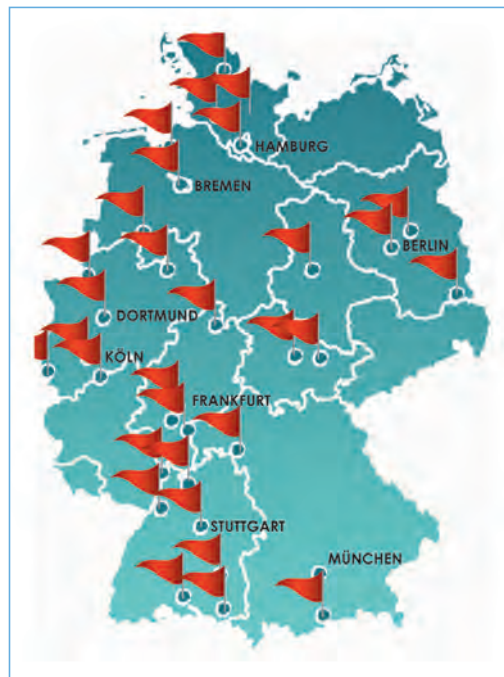 HAMBURG
BREMEN
BERLIN
DORTMUND
KÖLN
FRANKFURT
STUTTGART
MÜNCHEN